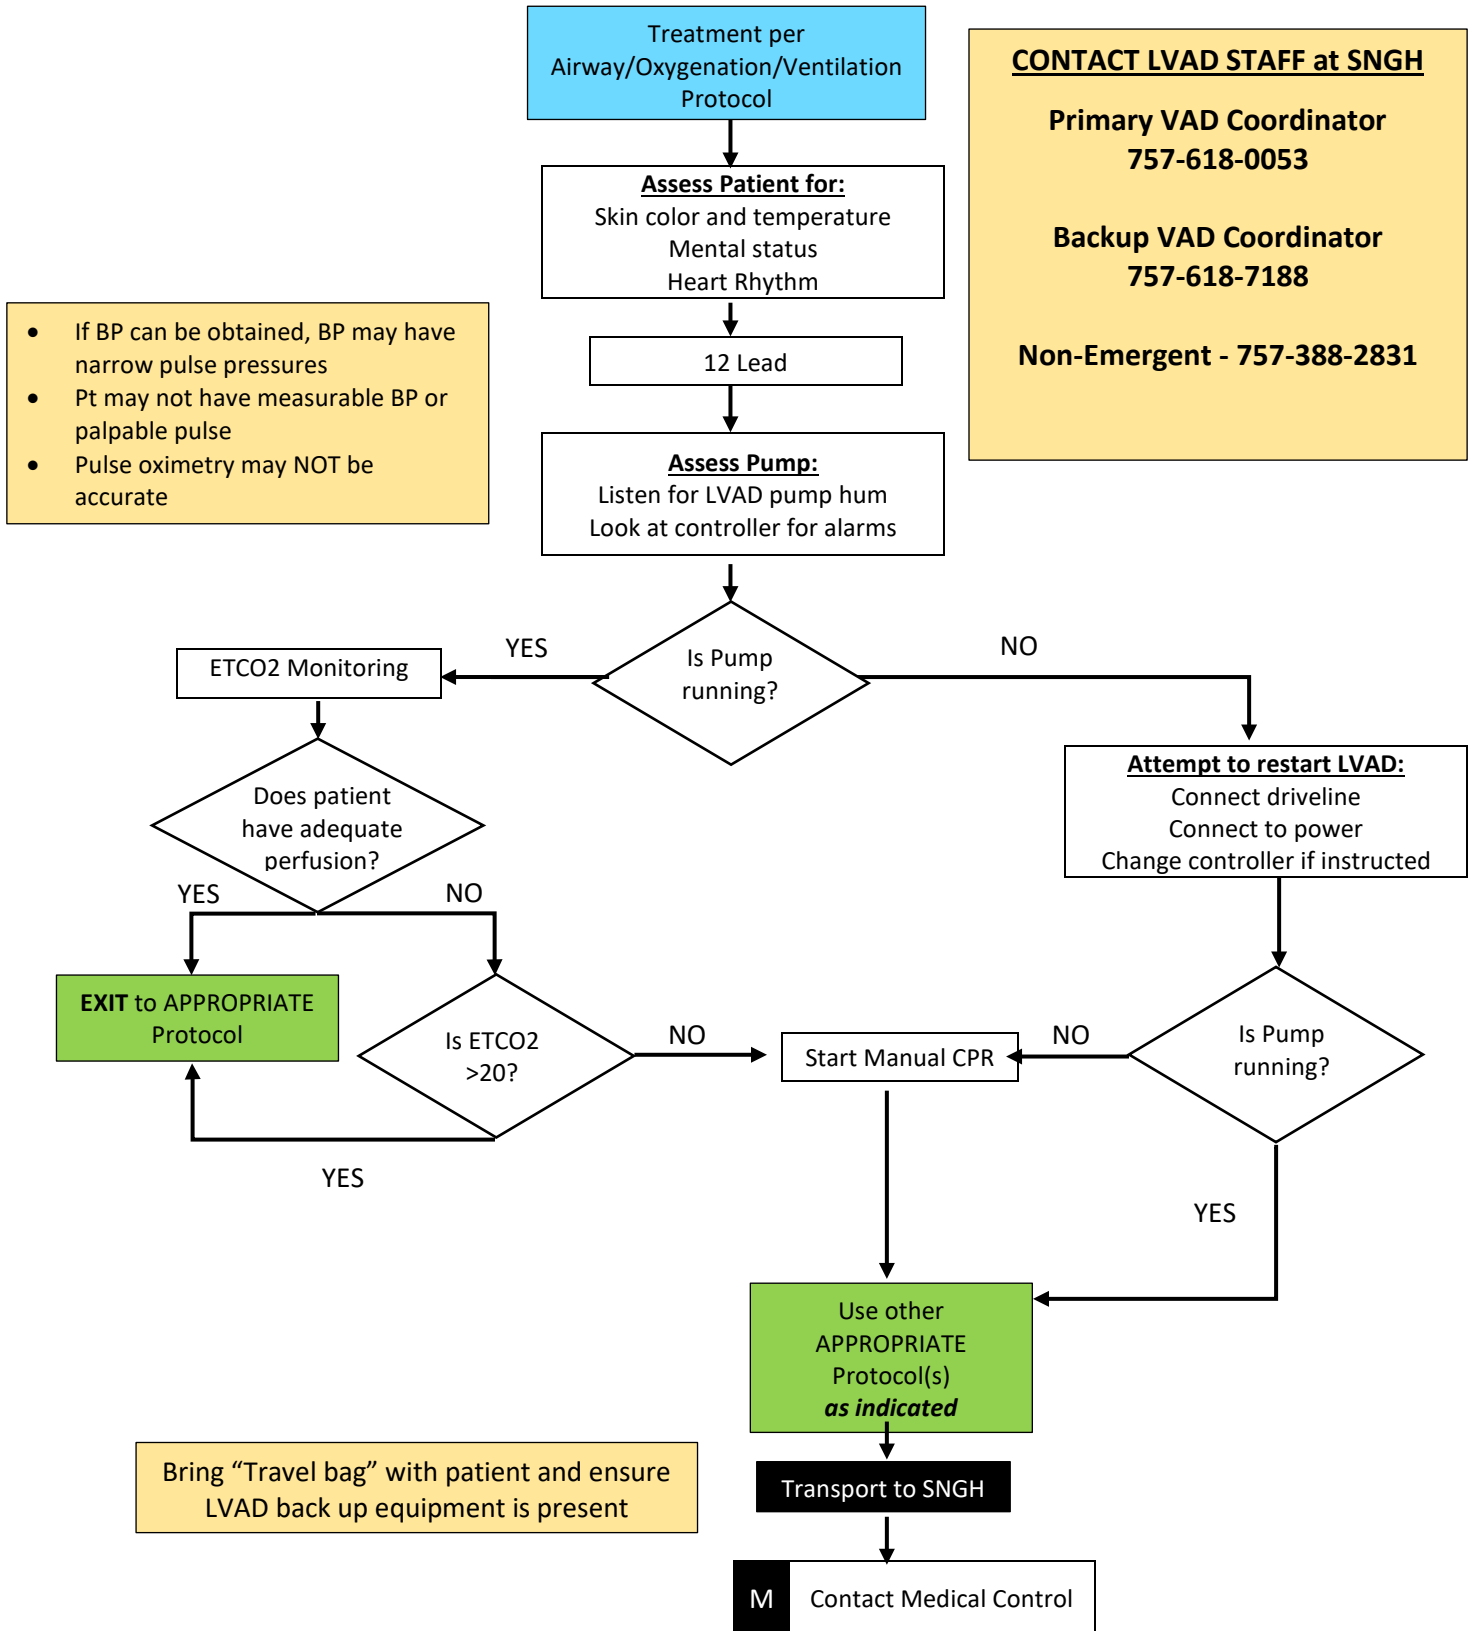 Treatment per
Airway/Oxygenation/Ventilation
Protocol
CONTACT LVAD STAFF at SNGH
Primary VAD Coordinator
757-618-0053
Backup VAD Coordinator
757-618-7188
Non-Emergent - 757-388-2831
Assess Patient for:
Skin color and temperature
Mental status
Heart Rhythm
• If BP can be obtained, BP may have
narrow pulse pressures
• Pt may not have measurable BP or
palpable pulse
• Pulse oximetry may NOT be
accurate
12 Lead
Assess Pump:
Listen for LVAD pump hum
Look at controller for alarms
Is Pump
running?
YES
NO
ETCO2 Monitoring
Does patient
have adequate
perfusion?
YES
NO
Attempt to restart LVAD:
Connect driveline
Connect to power
Change controller if instructed
EXIT to APPROPRIATE
Protocol
Is ETCO2
>20?
NO
YES
Start Manual CPR
NO
Is Pump
running?
YES
Use other
APPROPRIATE
Protocol(s)
as indicated
Bring “Travel bag” with patient and ensure
LVAD back up equipment is present
Transport to SNGH
M Contact Medical Control